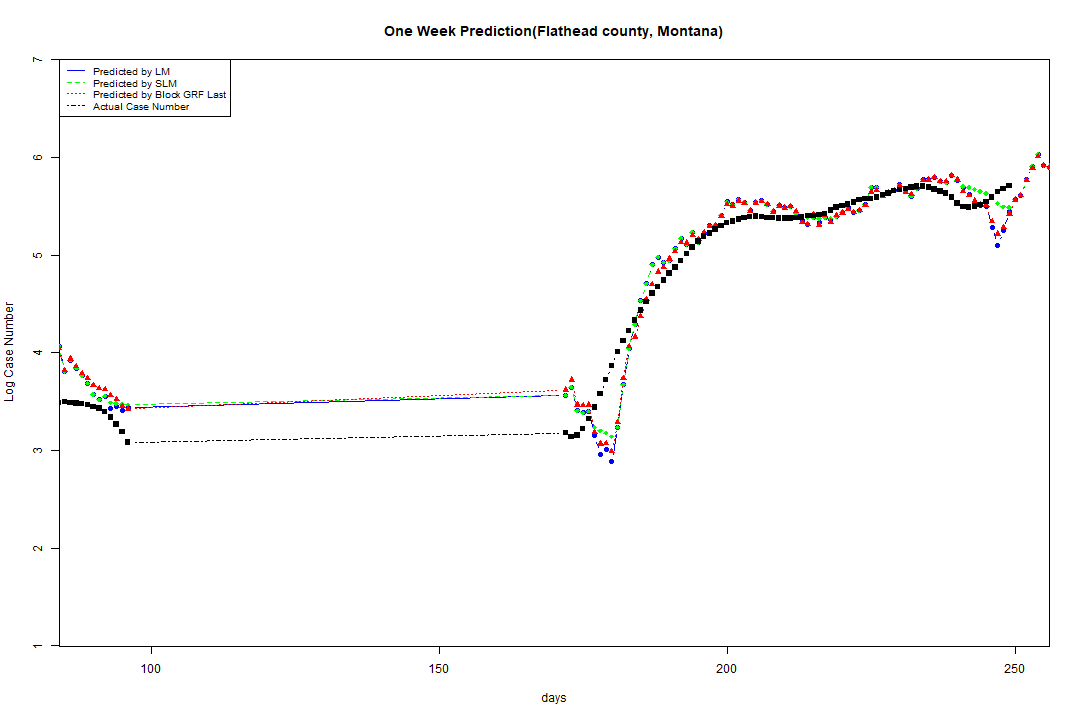 One Week Prediction(Flathead county, Montana)
Predicted by LM
Predicted by SLM
Predicted by Block GRF Last
Actual Case Number
Log Case Number
7
6
5
4
3
2
1
100 150 200 250
days